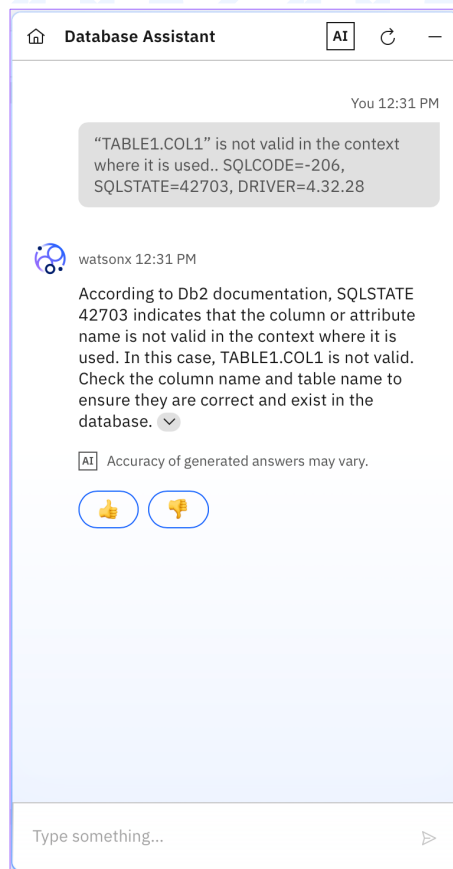 Database Assistant
AI
You 12:31 PM
“TABLE1.COL1” is not valid in the context
where it is used.. SQLCODE=-206,
SQLSTATE=42703, DRIVER=4.32.28
watsonx 12:31 PM
According to Db2 documentation, SQLSTATE
42703 indicates that the column or attribute
name is not valid in the context where it is
used. In this case, TABLE1.COL1 is not valid.
Check the column name and table name to
ensure they are correct and exist in the
database.
AI Accuracy of generated answers may vary.
Type something...